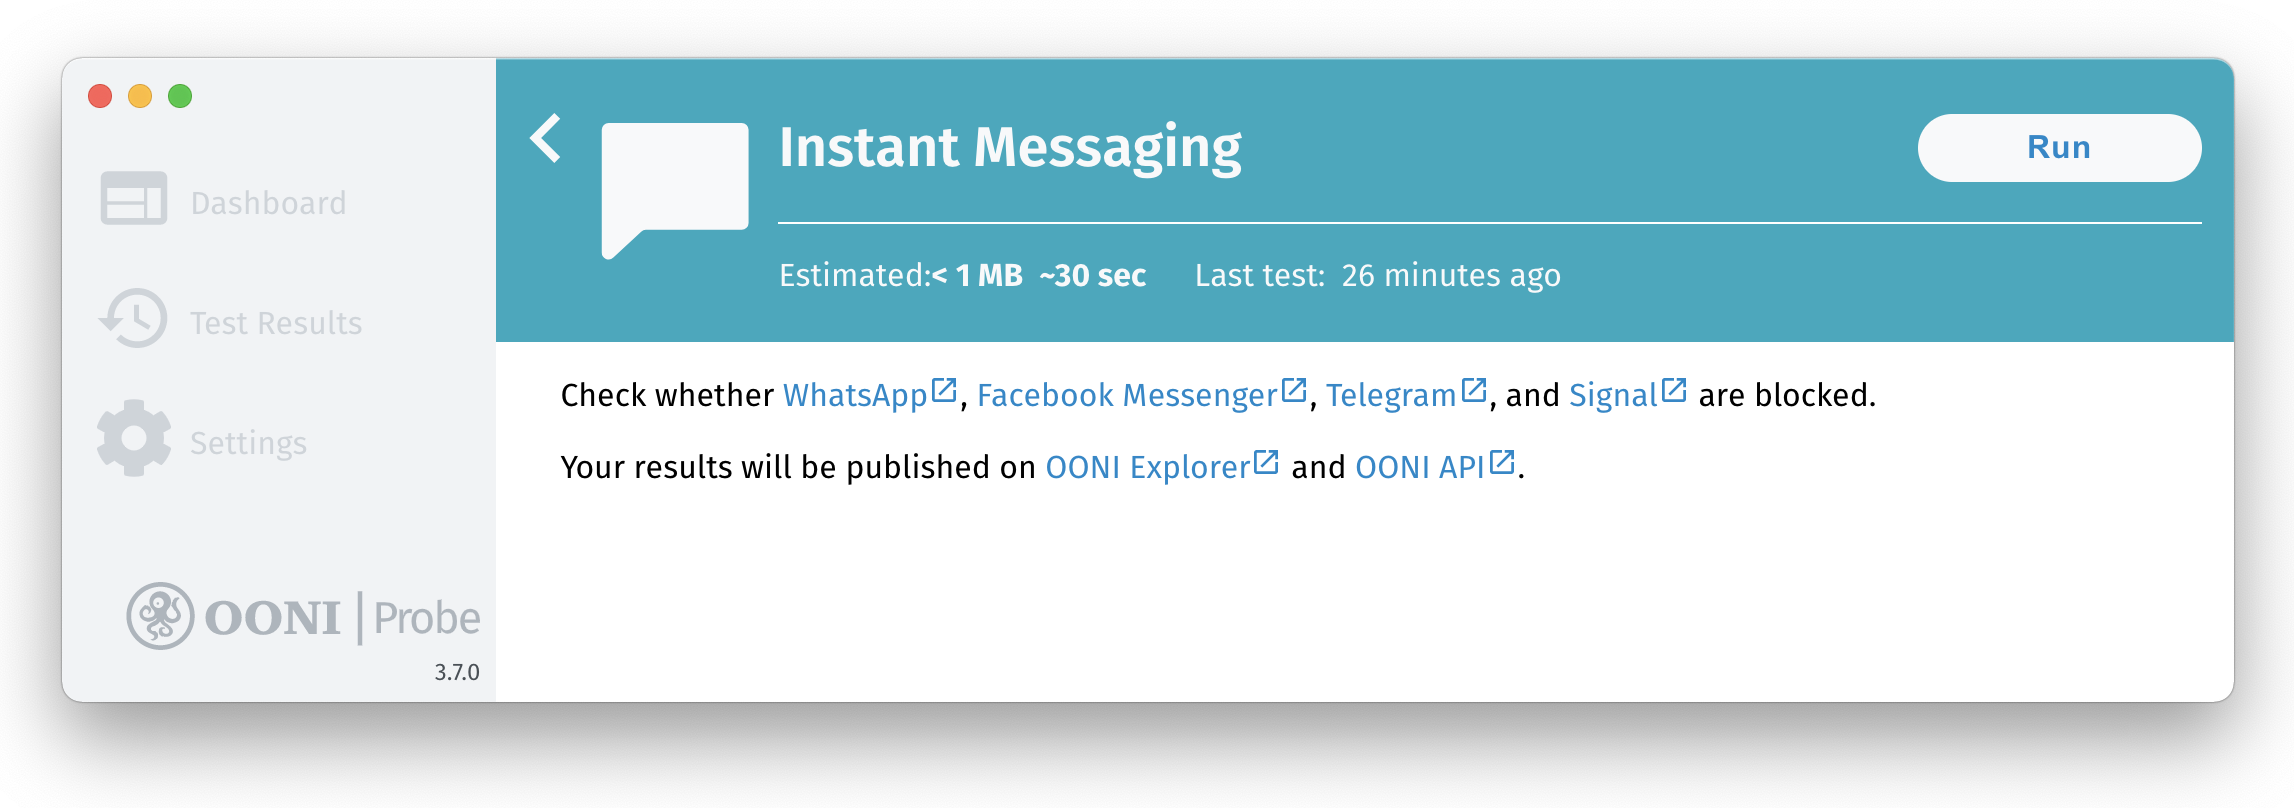 Dashboard
Test Results
Settings
OONI | Probe
3.7.0
Instant Messaging
Run
Estimated:< 1 MB ~30 sec Last test: 26 minutes ago
Check whether WhatsApp, Facebook Messenger, Telegram, and Signal are blocked.
Your results will be published on OONI Explorer and OONI API.